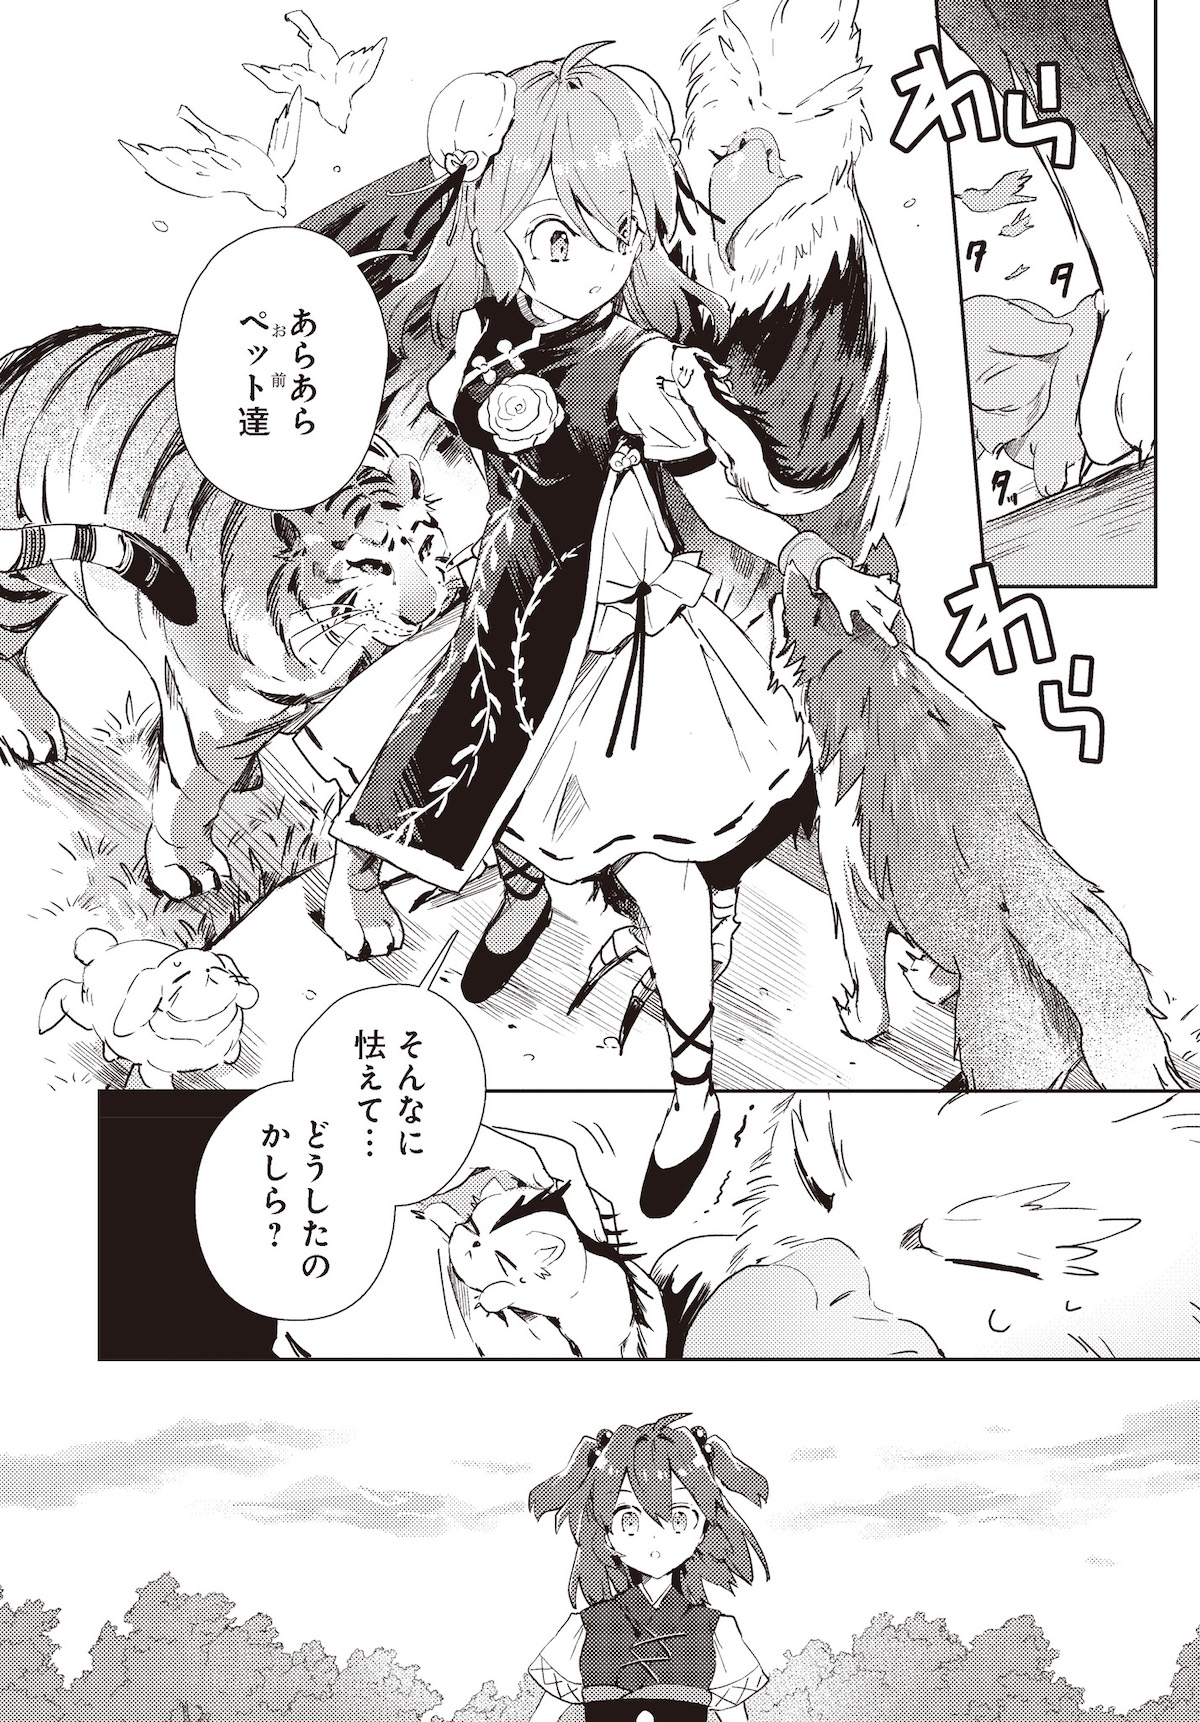 わら
タ
タ
タッ
わら
あらあら
ペット達
お前
そんなに
怯えて…
どうしたの
かしら?